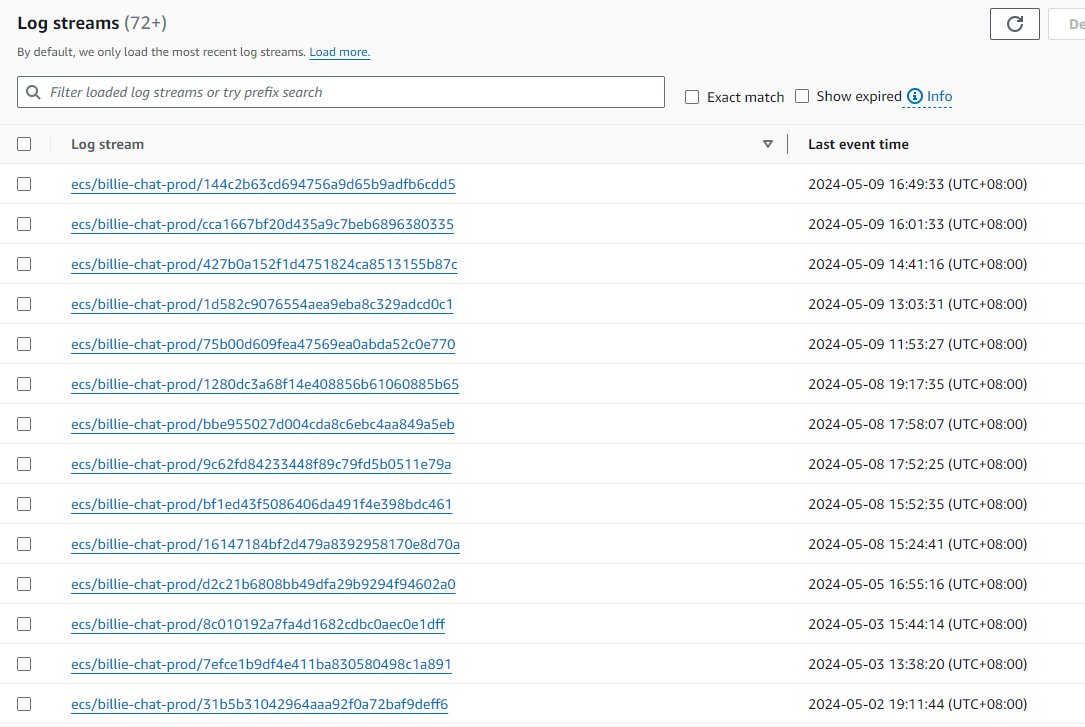 Log streams (72+)
By default, we only load the most recent log streams. Load more.
De
Filter loaded log streams or try prefix search
Exact match
Show expired
Info
Log stream
Last event time
ecs/billie-chat-prod/144c2b63cd694756a9d65b9adfb6cdd5 2024-05-09 16:49:33 (UTC+08:00)
ecs/billie-chat-prod/cca1667bf20d435a9c7beb6896380335 2024-05-09 16:01:33 (UTC+08:00)
ecs/billie-chat-prod/427b0a152f1d4751824ca8513155b87c 2024-05-09 14:41:16 (UTC+08:00)
ecs/billie-chat-prod/1d582c9076554aea9eba8c329adcd0c1 2024-05-09 13:03:31 (UTC+08:00)
ecs/billie-chat-prod/75b00d609fea47569ea0abda52c0e770 2024-05-09 11:53:27 (UTC+08:00)
ecs/billie-chat-prod/1280dc3a68f14e408856b61060885b65 2024-05-08 19:17:35 (UTC+08:00)
ecs/billie-chat-prod/bbe955027d004cda8c6ebc4aa849a5eb 2024-05-08 17:58:07 (UTC+08:00)
ecs/billie-chat-prod/9c62fd84233448f89c79fd5b0511e79a 2024-05-08 17:52:25 (UTC+08:00)
ecs/billie-chat-prod/bf1ed43f5086406da491f4e398bdc461 2024-05-08 15:52:35 (UTC+08:00)
ecs/billie-chat-prod/16147184bf2d479a8392958170e8d70a 2024-05-08 15:24:41 (UTC+08:00)
ecs/billie-chat-prod/d2c21b6808bb49dfa29b9294f94602a0 2024-05-05 16:55:16 (UTC+08:00)
ecs/billie-chat-prod/8c010192a7fa4d1682cdbc0aec0e1dff 2024-05-03 15:44:14 (UTC+08:00)
ecs/billie-chat-prod/7efce1b9df4e411ba830580498c1a891 2024-05-03 13:38:20 (UTC+08:00)
ecs/billie-chat-prod/31b5b31042964aaa92f0a72baf9deff6 2024-05-02 19:11:44 (UTC+08:00)